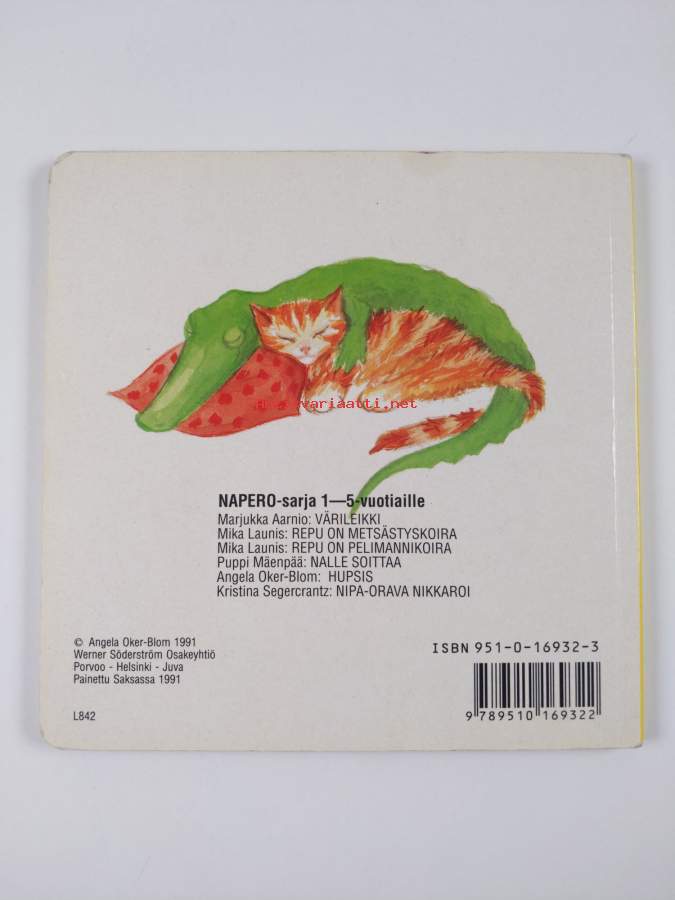 variaatti.net
NAPERO-sarja 1—5-vuotiaille
Marjukka Aarnio: VÄRILEIKKI
Mika Launis: REPU ON METSÄSTYSKOIRA
Mika Launis: REPU ON PELIMANNIKOIRA
Puppi Mäenpää: NALLE SOITTAA
Angela Oker-Blom: HUPSIS
Kristina Segercrantz: NIPA-ORAVA NIKKAROI
© Angela Oker-Blom 1991
Werner Söderström Osakeyhtiö
Porvoo - Helsinki - Juva
Painettu Saksassa 1991
L842
ISBN 951-0-16932-3
9 789510 169322